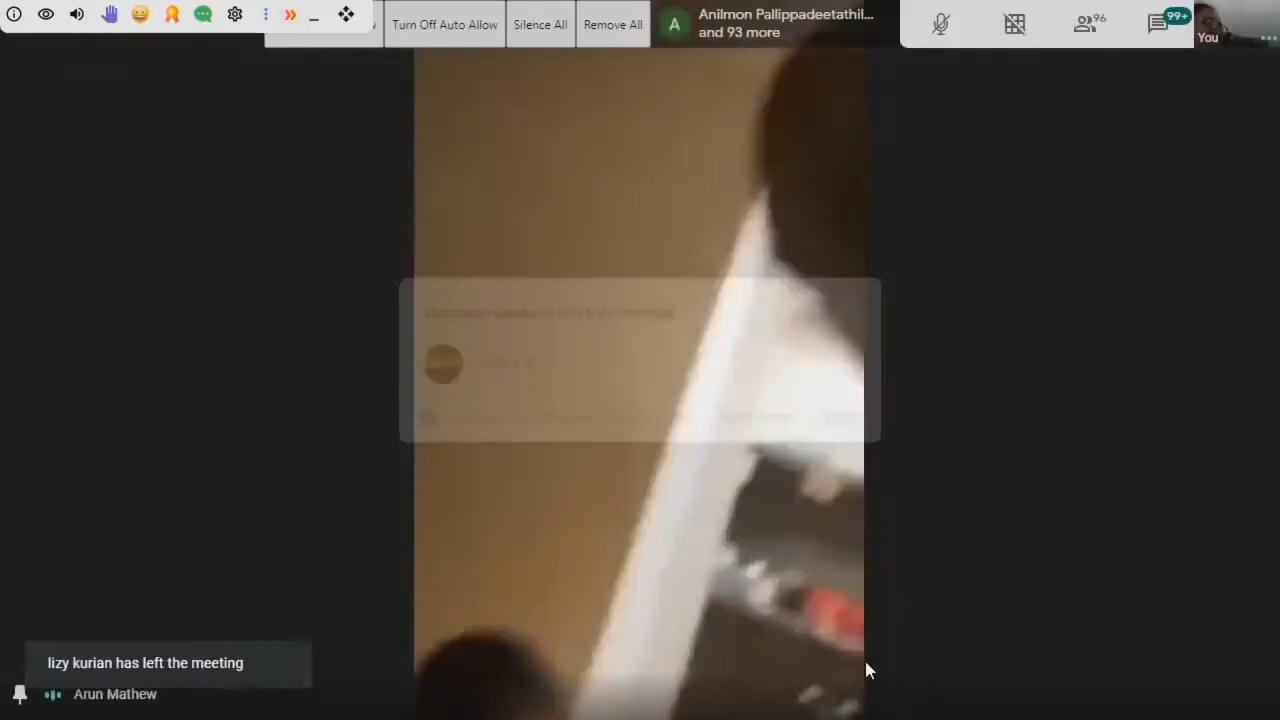 Turn Off Auto Allow
Silence All
Remove All
A
Anilmon Pallippadeetathil...
and 93 more
96
99+
You
lizy kurian has left the meeting
Arun Mathew